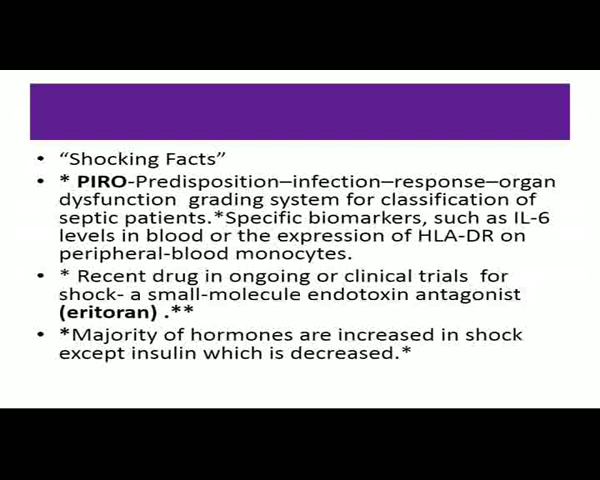 • “Shocking Facts”
• * PIRO-Predisposition–infection–response–organ
dysfunction grading system for classification of
septic patients.*Specific biomarkers, such as IL-6
levels in blood or the expression of HLA-DR on
peripheral-blood monocytes.
• * Recent drug in ongoing or clinical trials for
shock- a small-molecule endotoxin antagonist
(eritoran) .**
• *Majority of hormones are increased in shock
except insulin which is decreased.*